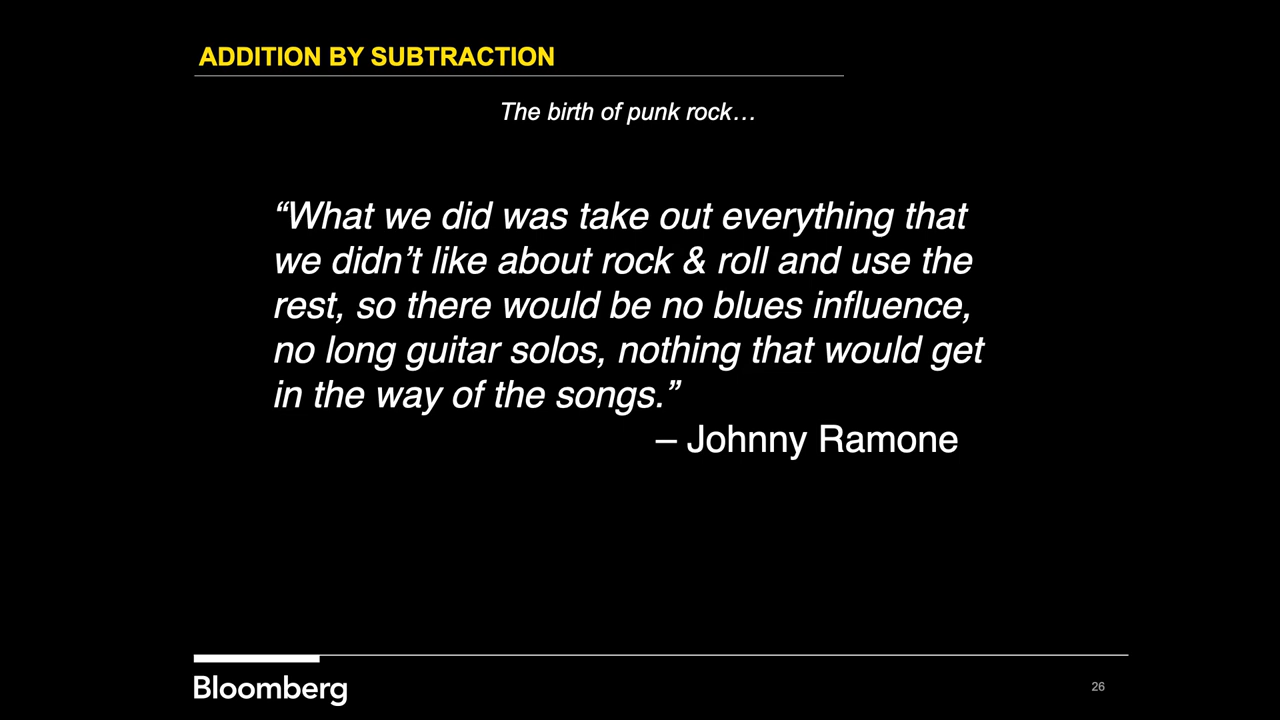 ADDITION BY SUBTRACTION
The birth of punk rock…
“What we did was take out everything that
we didn’t like about rock & roll and use the
rest, so there would be no blues influence,
no long guitar solos, nothing that would get
in the way of the songs.”
– Johnny Ramone
Bloomberg
26